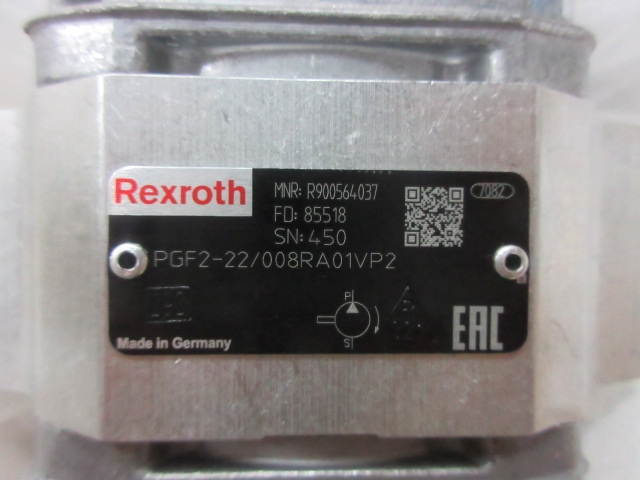 Rexroth
MNR: R900564037
FD: 85518
SN: 450
7082
PGF2-22/008RA01VP2
P
S
Made in Germany
EAC